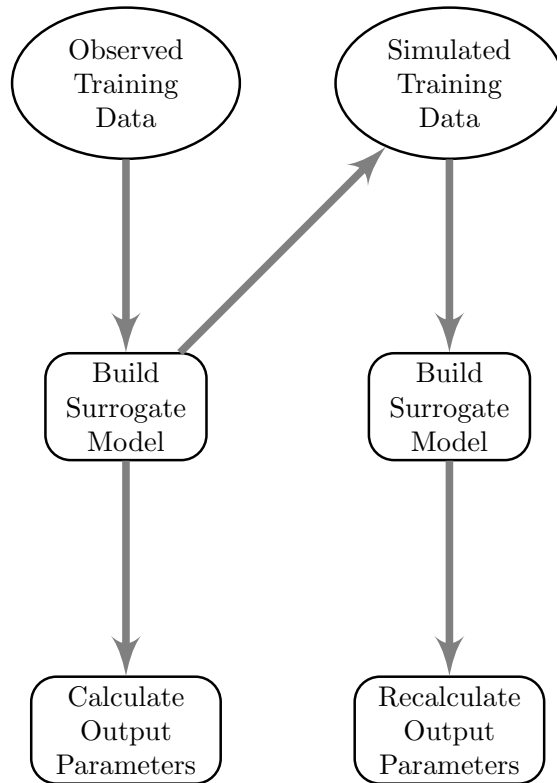 Observed
Training
Data
Simulated
Training
Data
Build
Surrogate
Model
Build
Surrogate
Model
Calculate
Output
Parameters
Recalculate
Output
Parameters